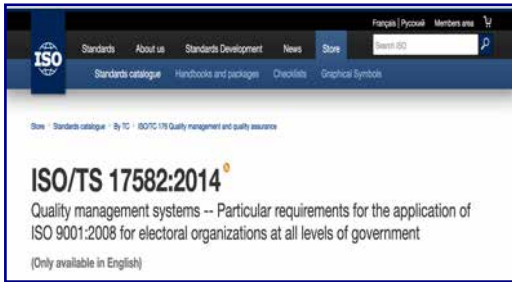 Français | Русский Members area
ISO
Standards About us Standards Development News Store
Search ISO
Standards catalogue Handbooks and packages Checklists Graphical Symbols
Store Standards catalogue By TC ISO/TC 176 Quality management and quality assurance
ISO/TS 17582:2014
Quality management systems -- Particular requirements for the application of
ISO 9001:2008 for electoral organizations at all levels of government
(Only available in English)